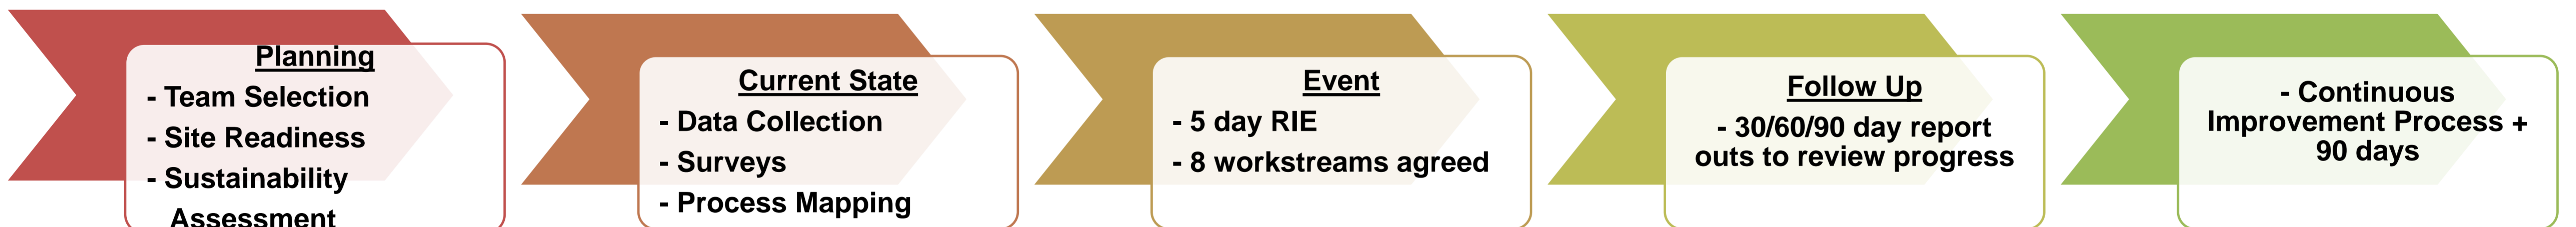 Planning
- Team Selection
- Site Readiness
- Sustainability
Assessment
Current State
- Data Collection
- Surveys
- Process Mapping
Event
- 5 day RIE
- 8 workstreams agreed
Follow Up
- 30/60/90 day report
outs to review progress
- Continuous
Improvement Process +
90 days